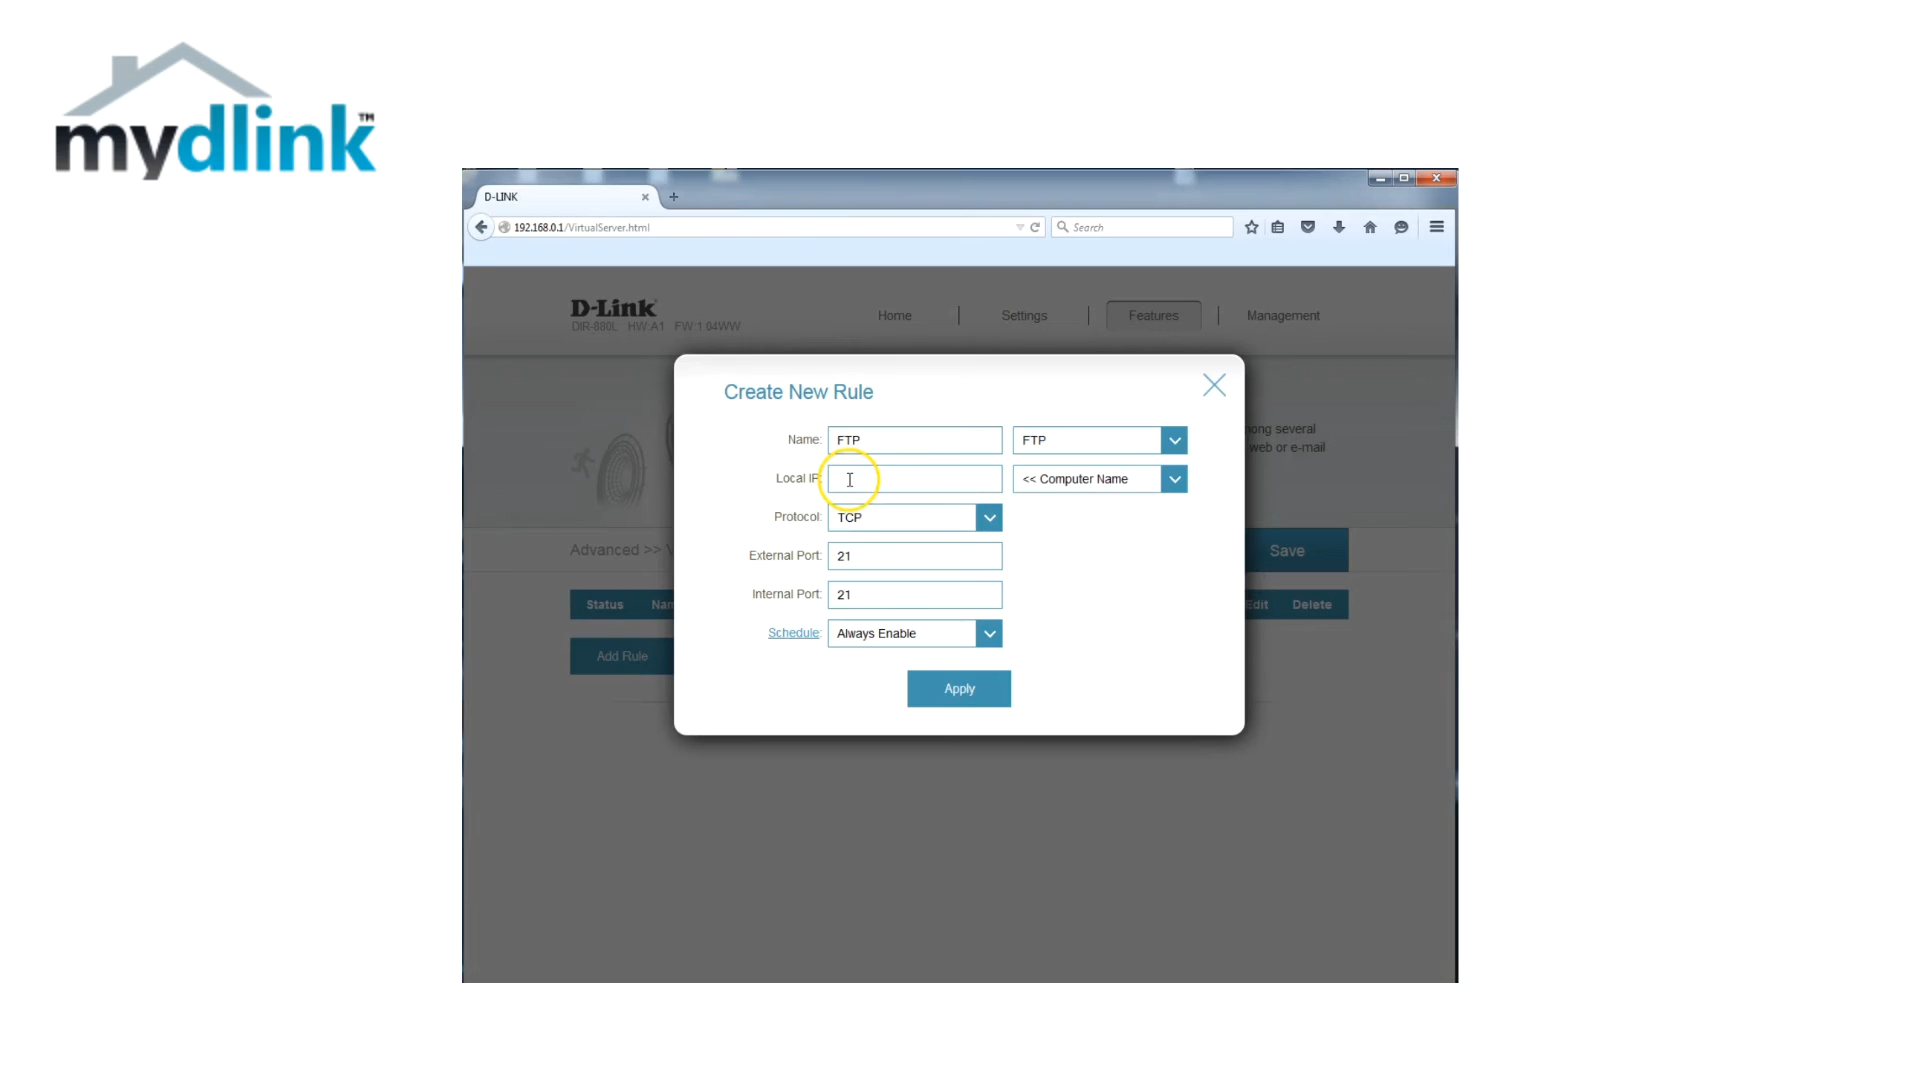 mydlink™
D-LINK
192.168.0.1/VirtualServer.html
Search
D-Link
DIR-880L HW:A1 FW:1.04WW
Home
Settings
Features
Management
Create New Rule
Name: FTP FTP
Local IP: << Computer Name
Protocol: TCP
External Port: 21
Internal Port: 21
Schedule: Always Enable
Apply
several
web or e-mail
Advanced >>
Save
Status
Edit Delete
Add Rule